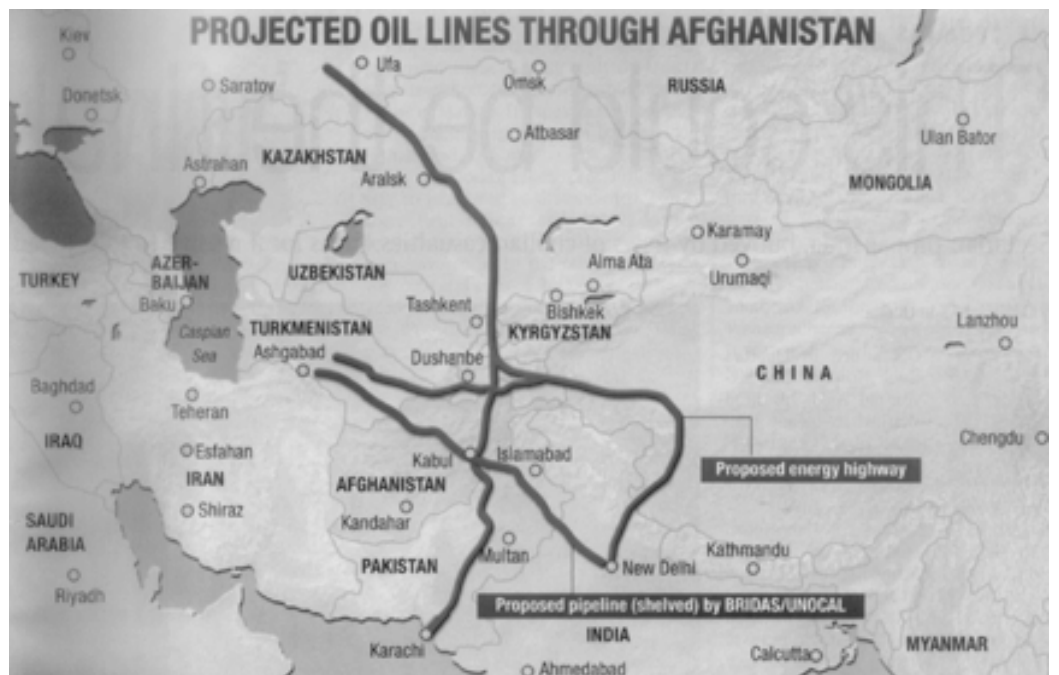 PROJECTED OIL LINES THROUGH AFGHANISTAN
Kiev
Ufa
Omsk
RUSSIA
Saratov
Donetsk
Atbasar
Ulan Bator
KAZAKHSTAN
Astrahan
Aralsk
MONGOLIA
Karamay
AZER-
BAIJAN
UZBEKISTAN
Alma Ata
Urumaqi
TURKEY
Baku
Tashkent
Bishkek
KYRGYZSTAN
Lanzhou
Caspian
Sea
TURKMENISTAN
Ashgabad
Dushanbe
CHINA
Baghdad
Teheran
IRAQ
Esfahan
Kabul
Islamabad
Chengdu
Proposed energy highway
IRAN
AFGHANISTAN
Shiraz
Kandahar
SAUDI
ARABIA
PAKISTAN
Multan
New Delhi
Kathmandu
Riyadh
Proposed pipeline (shelved) by BRIDAS/UNOCAL
INDIA
Karachi
MYANMAR
Calcutta
Ahmedabad